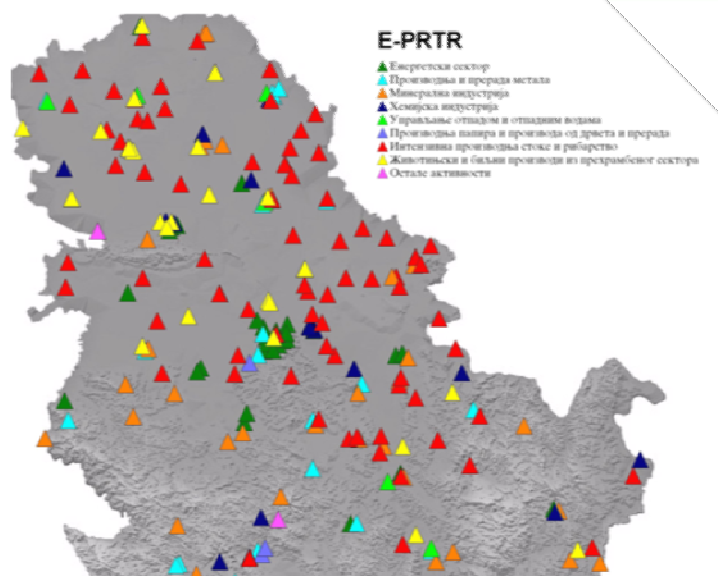 E-PRTR
Енергетски сектор
Производња и прерада метала
Минерална индустрија
Хемијска индустрија
Управљање отпадом и отпадним водама
Производња папира и производа од дрвета и прерада
Интензивна производња стоке и рибарство
Животињски и биљни производи из прехрамбеног сектора
Остале активности